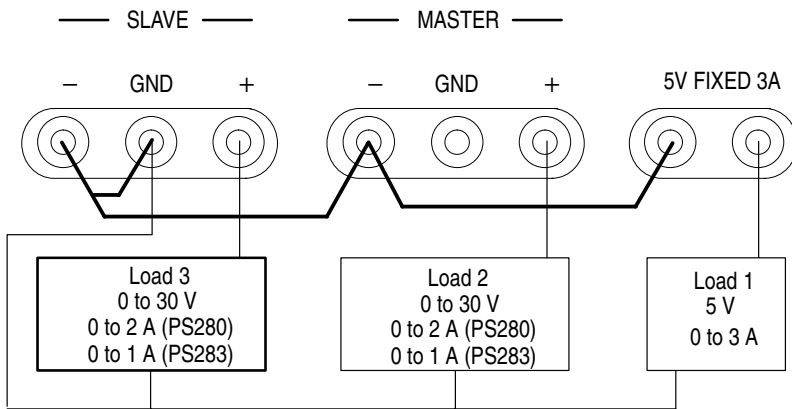 SLAVE MASTER
− GND + − GND + 5V FIXED 3A
Load 3
0 to 30 V
0 to 2 A (PS280)
0 to 1 A (PS283)
Load 2
0 to 30 V
0 to 2 A (PS280)
0 to 1 A (PS283)
Load 1
5 V
0 to 3 A